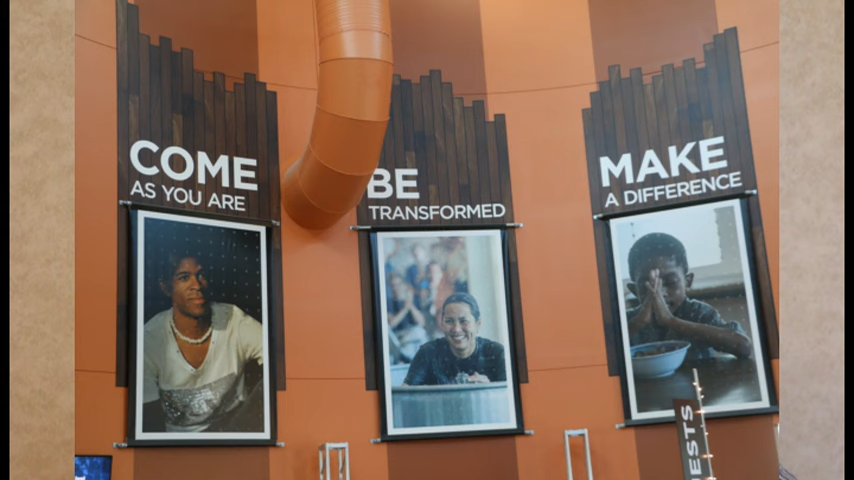 COME
AS YOU ARE
BE
TRANSFORMED
MAKE
A DIFFERENCE